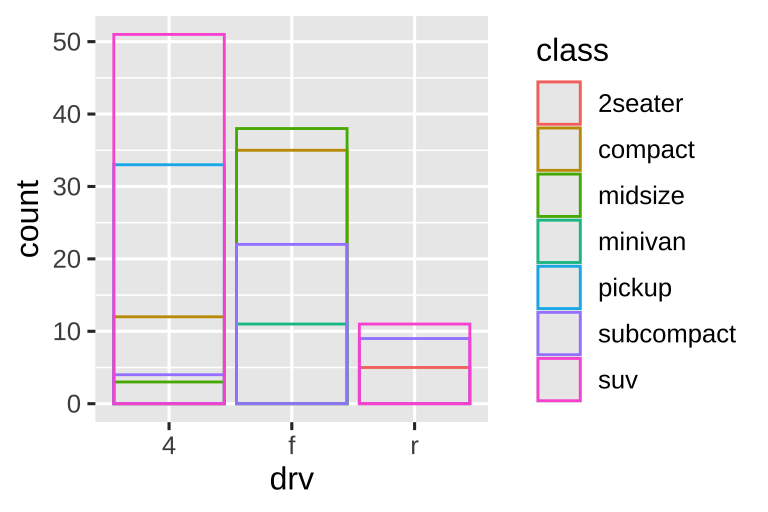 count
50
40
30
20
10
0
4 f r
drv
class
2seater
compact
midsize
minivan
pickup
subcompact
suv